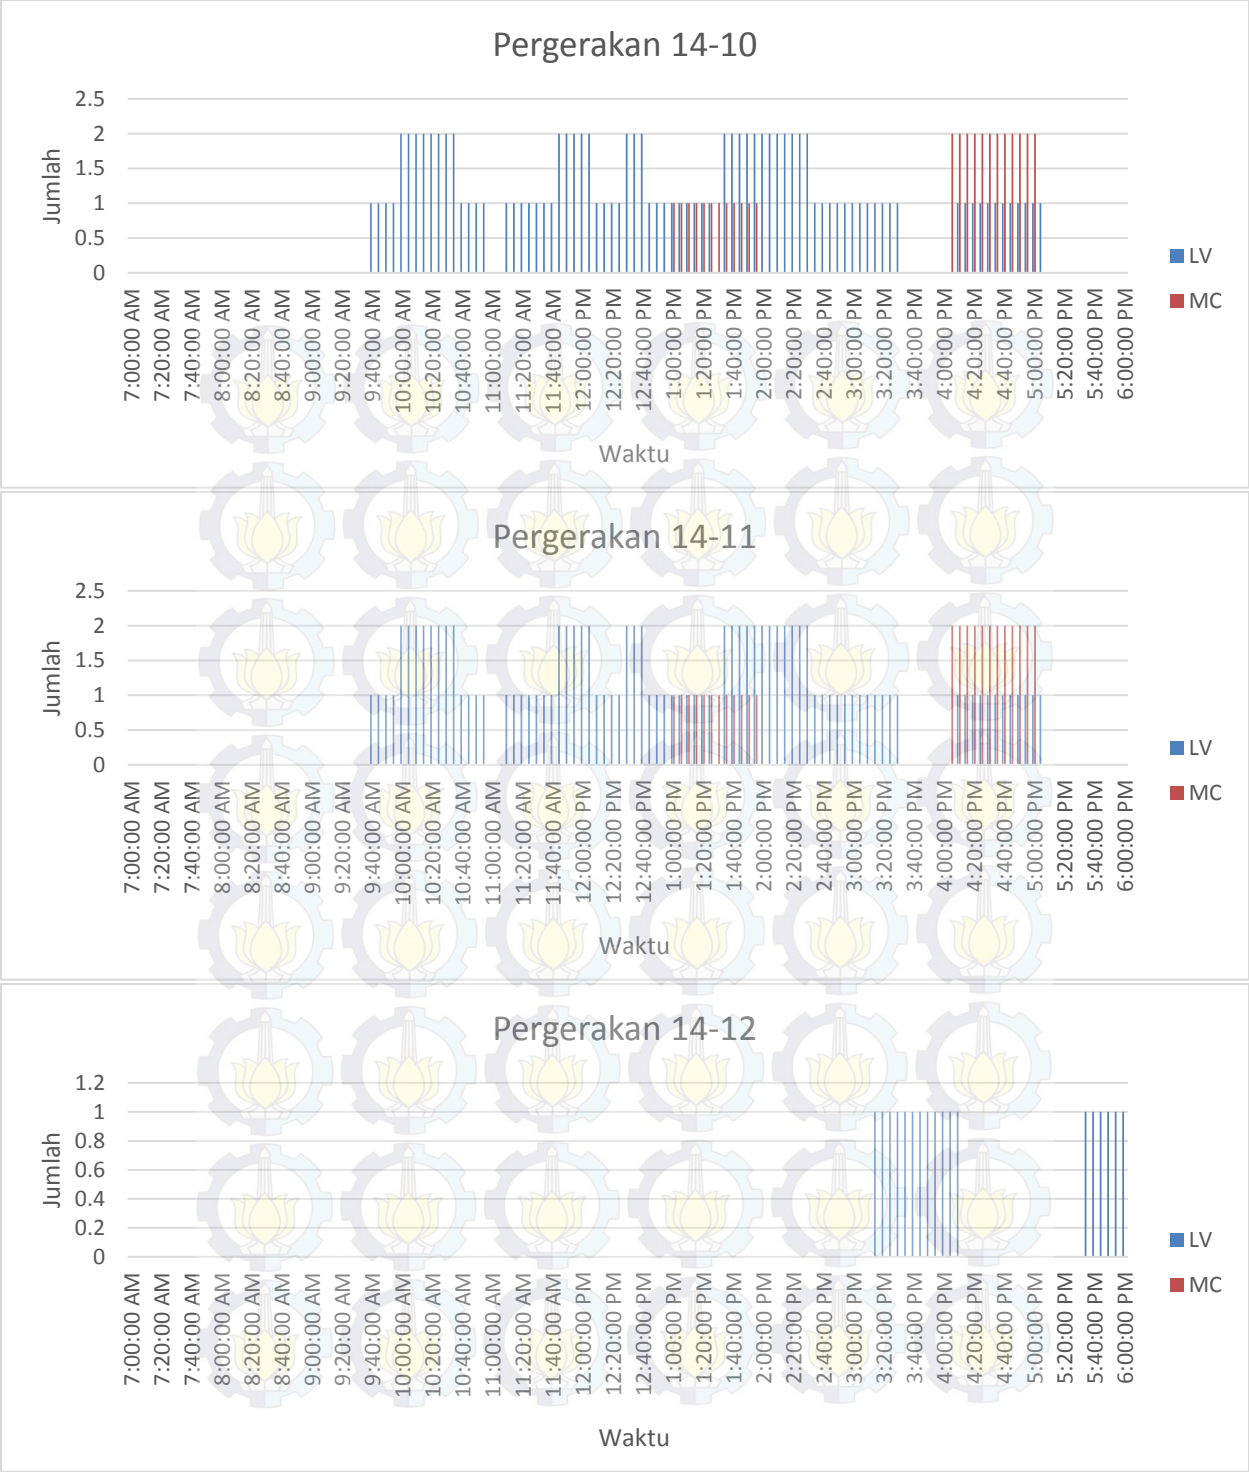 Pergerakan 14-10
2.5
2
1.5
1
0.5
0
Jumlah
7:00:00 AM
7:20:00 AM
7:40:00 AM
8:00:00 AM
8:20:00 AM
8:40:00 AM
9:00:00 AM
9:20:00 AM
9:40:00 AM
10:00:00 AM
10:20:00 AM
10:40:00 AM
11:00:00 AM
11:20:00 AM
11:40:00 AM
12:00:00 PM
12:20:00 PM
12:40:00 PM
1:00:00 PM
1:20:00 PM
1:40:00 PM
2:00:00 PM
2:20:00 PM
2:40:00 PM
3:00:00 PM
3:20:00 PM
3:40:00 PM
4:00:00 PM
4:20:00 PM
4:40:00 PM
5:00:00 PM
5:20:00 PM
5:40:00 PM
6:00:00 PM
Waktu
LV
MC
Pergerakan 14-11
2.5
2
1.5
1
0.5
0
Jumlah
7:00:00 AM
7:20:00 AM
7:40:00 AM
8:00:00 AM
8:20:00 AM
8:40:00 AM
9:00:00 AM
9:20:00 AM
9:40:00 AM
10:00:00 AM
10:20:00 AM
10:40:00 AM
11:00:00 AM
11:20:00 AM
11:40:00 AM
12:00:00 PM
12:20:00 PM
12:40:00 PM
1:00:00 PM
1:20:00 PM
1:40:00 PM
2:00:00 PM
2:20:00 PM
2:40:00 PM
3:00:00 PM
3:20:00 PM
3:40:00 PM
4:00:00 PM
4:20:00 PM
4:40:00 PM
5:00:00 PM
5:20:00 PM
5:40:00 PM
6:00:00 PM
Waktu
LV
MC
Pergerakan 14-12
1.2
1
0.8
0.6
0.4
0.2
0
Jumlah
7:00:00 AM
7:20:00 AM
7:40:00 AM
8:00:00 AM
8:20:00 AM
8:40:00 AM
9:00:00 AM
9:20:00 AM
9:40:00 AM
10:00:00 AM
10:20:00 AM
10:40:00 AM
11:00:00 AM
11:20:00 AM
11:40:00 AM
12:00:00 PM
12:20:00 PM
12:40:00 PM
1:00:00 PM
1:20:00 PM
1:40:00 PM
2:00:00 PM
2:20:00 PM
2:40:00 PM
3:00:00 PM
3:20:00 PM
3:40:00 PM
4:00:00 PM
4:20:00 PM
4:40:00 PM
5:00:00 PM
5:20:00 PM
5:40:00 PM
6:00:00 PM
Waktu
LV
MC